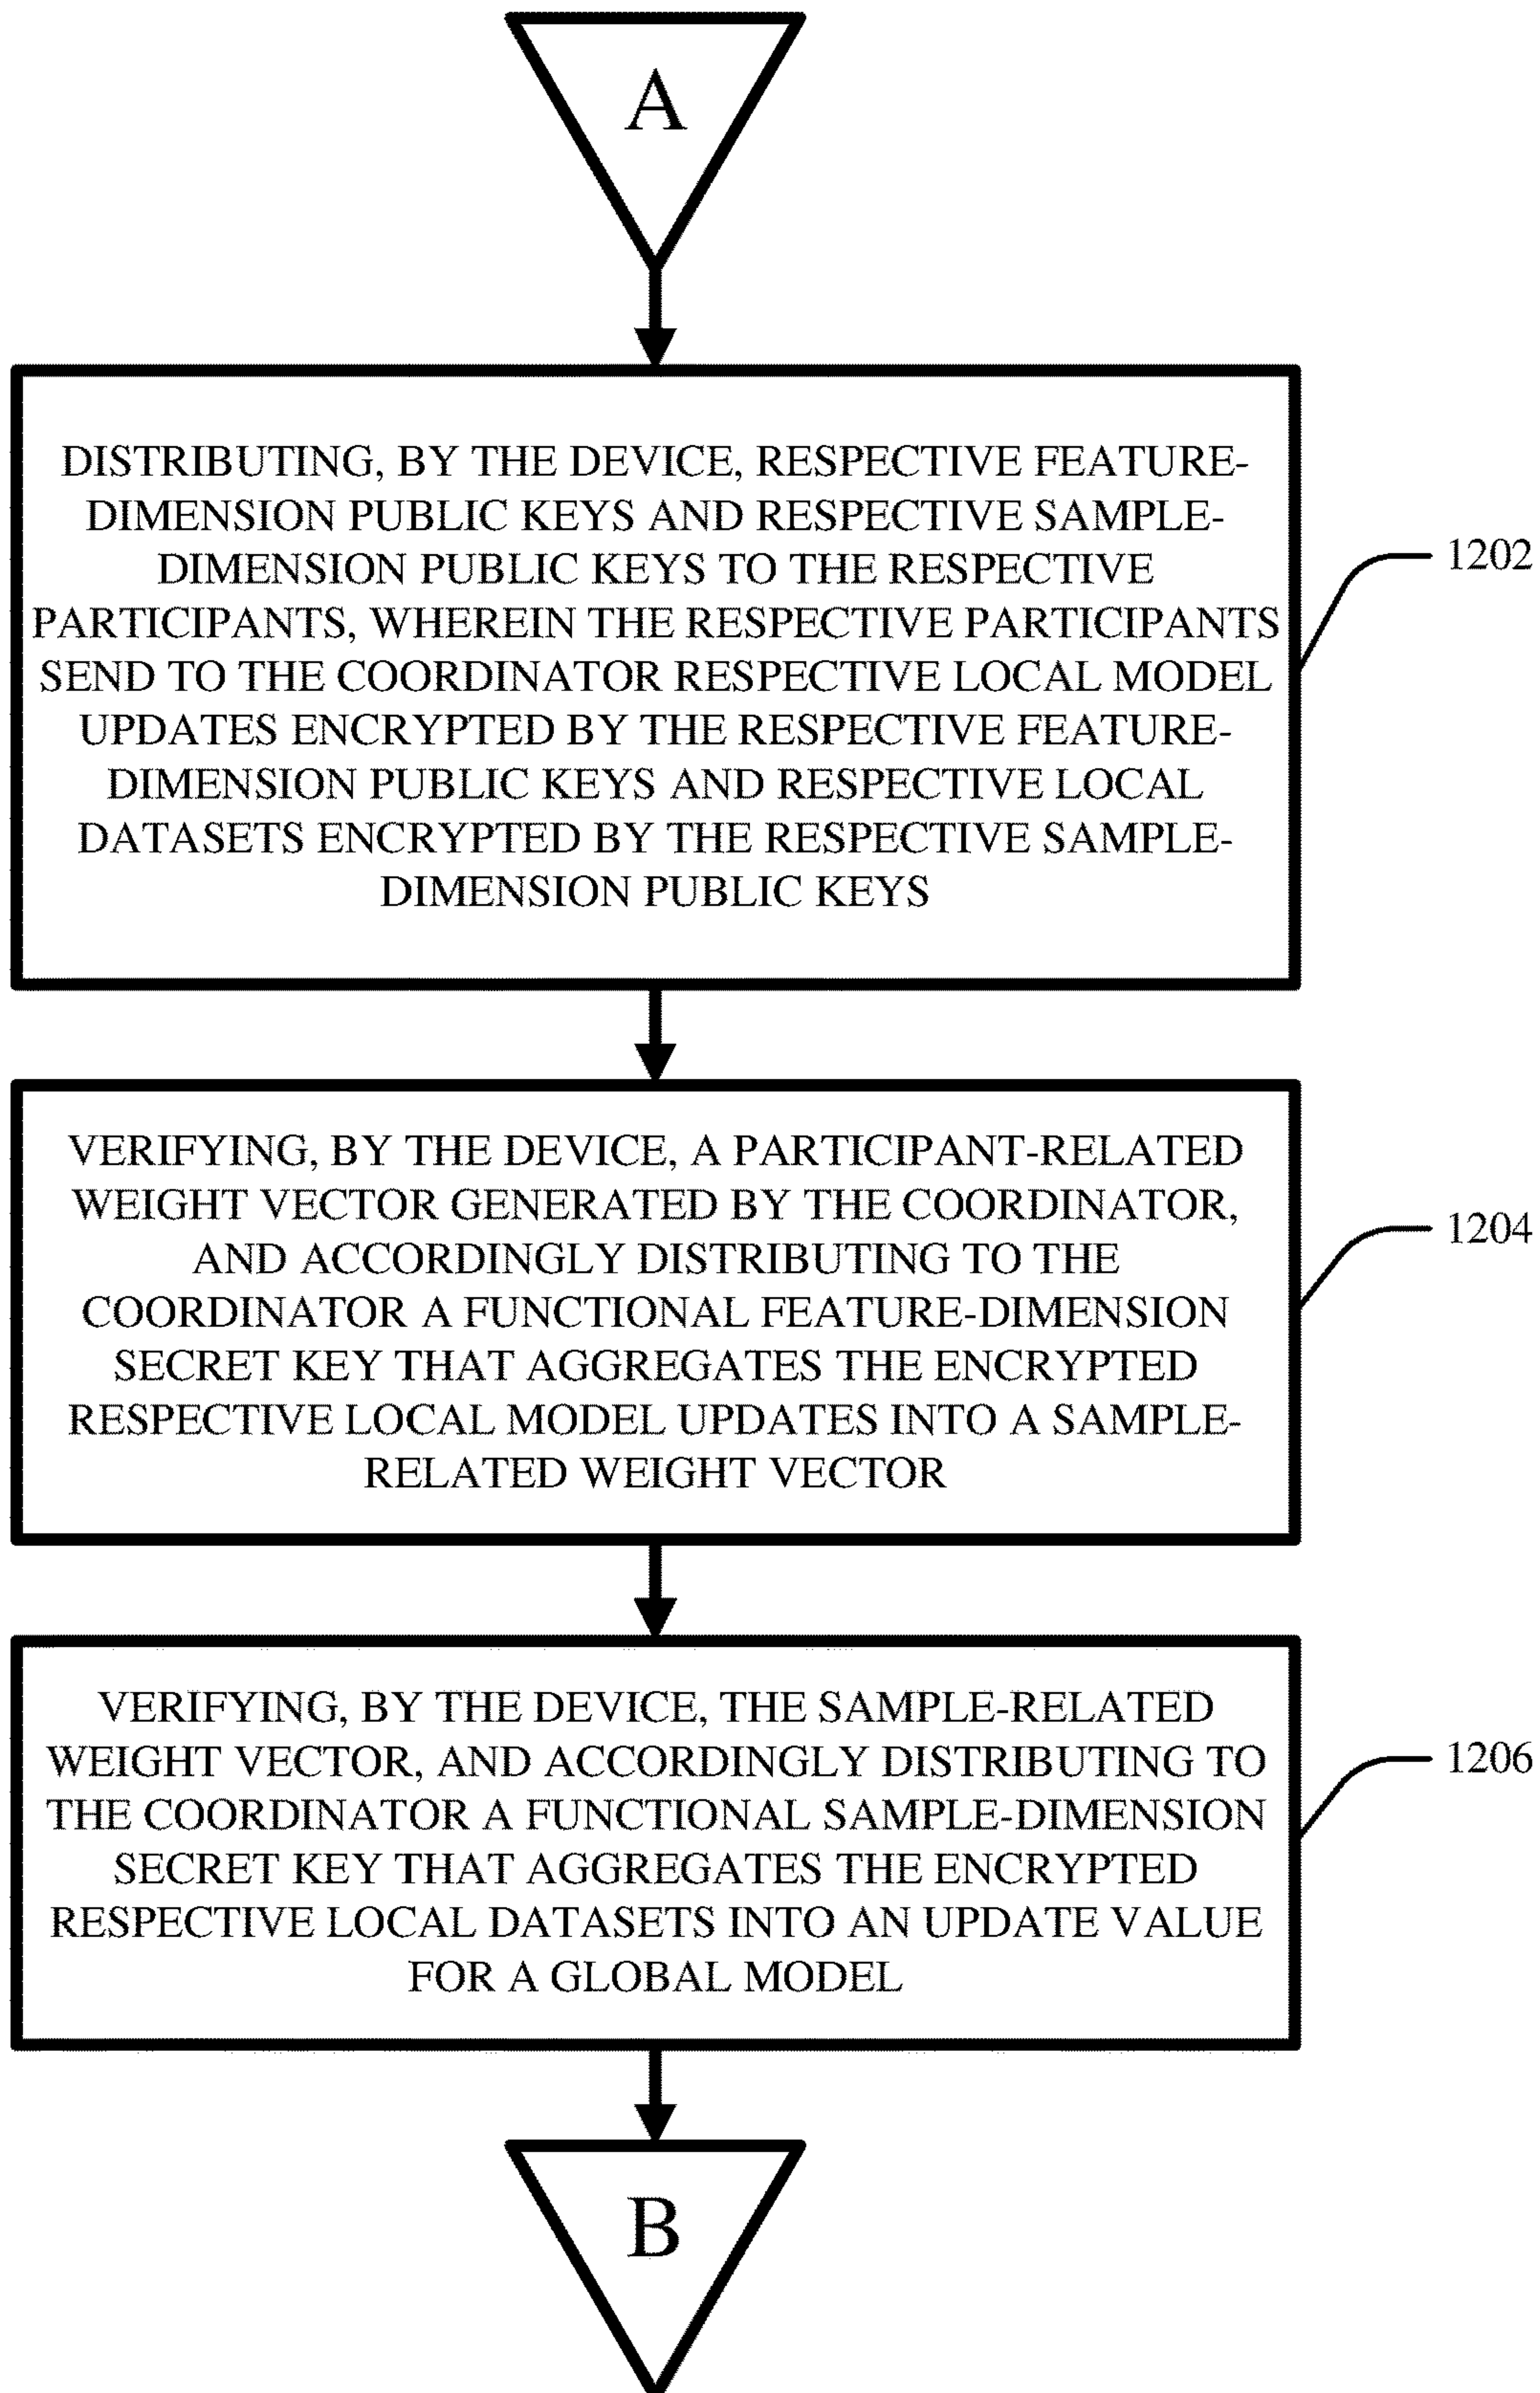 A
DISTRIBUTING, BY THE DEVICE, RESPECTIVE FEATURE-
DIMENSION PUBLIC KEYS AND RESPECTIVE SAMPLE-
DIMENSION PUBLIC KEYS TO THE RESPECTIVE
PARTICIPANTS, WHEREIN THE RESPECTIVE PARTICIPANTS
SEND TO THE COORDINATOR RESPECTIVE LOCAL MODEL
UPDATES ENCRYPTED BY THE RESPECTIVE FEATURE-
DIMENSION PUBLIC KEYS AND RESPECTIVE LOCAL
DATASETS ENCRYPTED BY THE RESPECTIVE SAMPLE-
DIMENSION PUBLIC KEYS
1202
VERIFYING, BY THE DEVICE, A PARTICIPANT-RELATED
WEIGHT VECTOR GENERATED BY THE COORDINATOR,
AND ACCORDINGLY DISTRIBUTING TO THE
COORDINATOR A FUNCTIONAL FEATURE-DIMENSION
SECRET KEY THAT AGGREGATES THE ENCRYPTED
RESPECTIVE LOCAL MODEL UPDATES INTO A SAMPLE-
RELATED WEIGHT VECTOR
1204
VERIFYING, BY THE DEVICE, THE SAMPLE-RELATED
WEIGHT VECTOR, AND ACCORDINGLY DISTRIBUTING TO
THE COORDINATOR A FUNCTIONAL SAMPLE-DIMENSION
SECRET KEY THAT AGGREGATES THE ENCRYPTED
RESPECTIVE LOCAL DATASETS INTO AN UPDATE VALUE
FOR A GLOBAL MODEL
1206
B